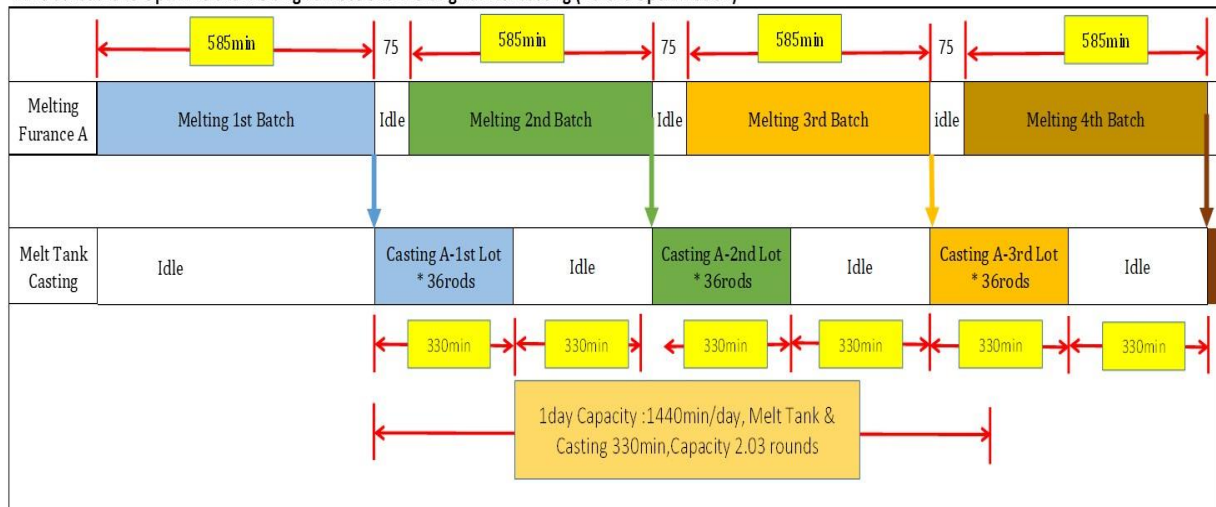 585min
75
585min
75
585min
75
585min
Melting
Furance A
Melting 1st Batch
Idle
Melting 2nd Batch
Idle
Melting 3rd Batch
idle
Melting 4th Batch
Melt Tank
Casting
Idle
Casting A-1st Lot
* 36rods
Idle
Casting A-2nd Lot
* 36rods
Idle
Casting A-3rd Lot
* 36rods
Idle
330min
330min
330min
330min
330min
330min
1day Capacity :1440min/day, Melt Tank &
Casting 330min,Capacity 2.03 rounds